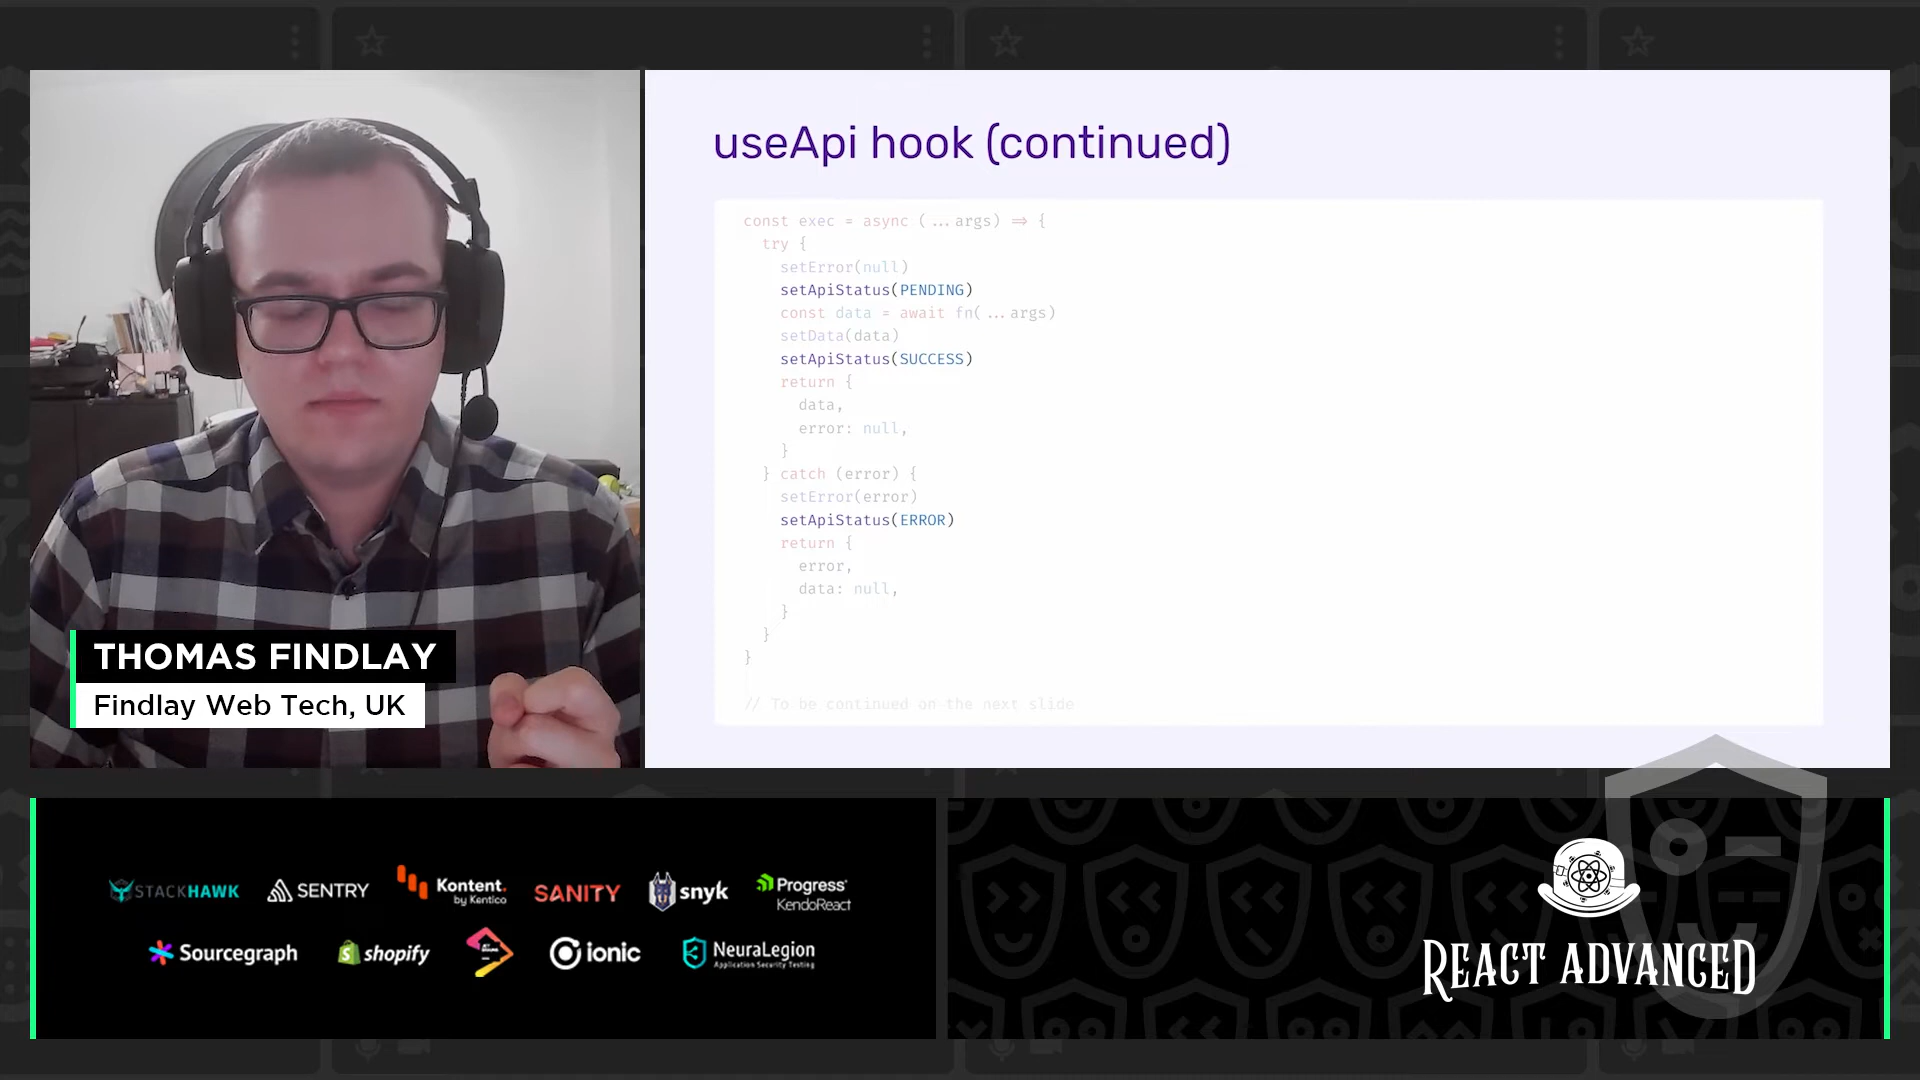 useApi hook (continued)
const exec = async (...args) => {
try {
setError(null)
setApiStatus(PENDING)
const data = await fn(...args)
setData(data)
setApiStatus(SUCCESS)
return {
data,
error: null,
}
} catch (error) {
setError(error)
setApiStatus(ERROR)
return {
error,
data: null,
}
}
}
// To be continued on the next slide
THOMAS FINDLAY
Findlay Web Tech, UK
STACKHAWK
SENTRY
Kontent.
by Kentico
SANITY
snyk
Progress
KendoReact
Sourcegraph
shopify
ionic
NeuraLegion
Application Security Testing
REACT ADVANCED